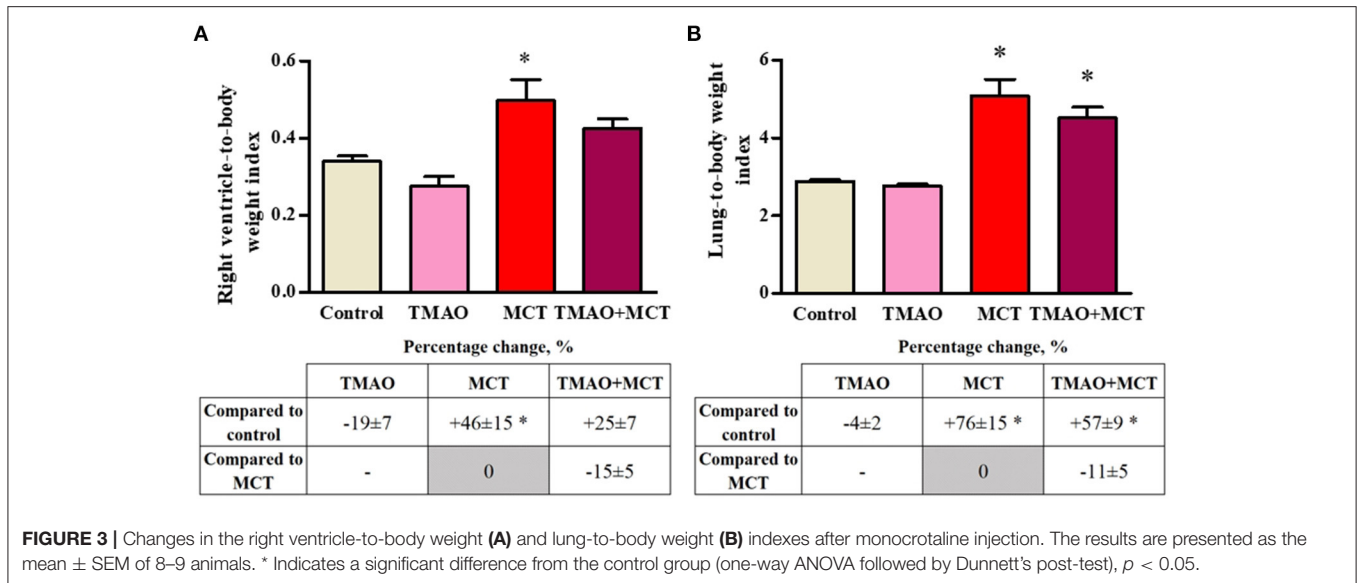 A
Right ventricle-to-body
weight index
0.6
0.4
0.2
0.0
*
Control TMAO MCT TMAO+MCT
Percentage change, %
TMAO MCT TMAO+MCT
Compared to
control
-19±7 +46±15 * +25±7
Compared to
MCT
- 0 -15±5
B
Lung-to-body weight
index
6
4
2
0
*
*
Control TMAO MCT TMAO+MCT
Percentage change, %
TMAO MCT TMAO+MCT
Compared to
control
-4±2 +76±15 * +57±9 *
Compared to
MCT
- 0 -11±5
FIGURE 3 | Changes in the right ventricle-to-body weight (A) and lung-to-body weight (B) indexes after monocrotaline injection. The results are presented as the
mean ± SEM of 8–9 animals. * Indicates a significant difference from the control group (one-way ANOVA followed by Dunnett's post-test), p < 0.05.